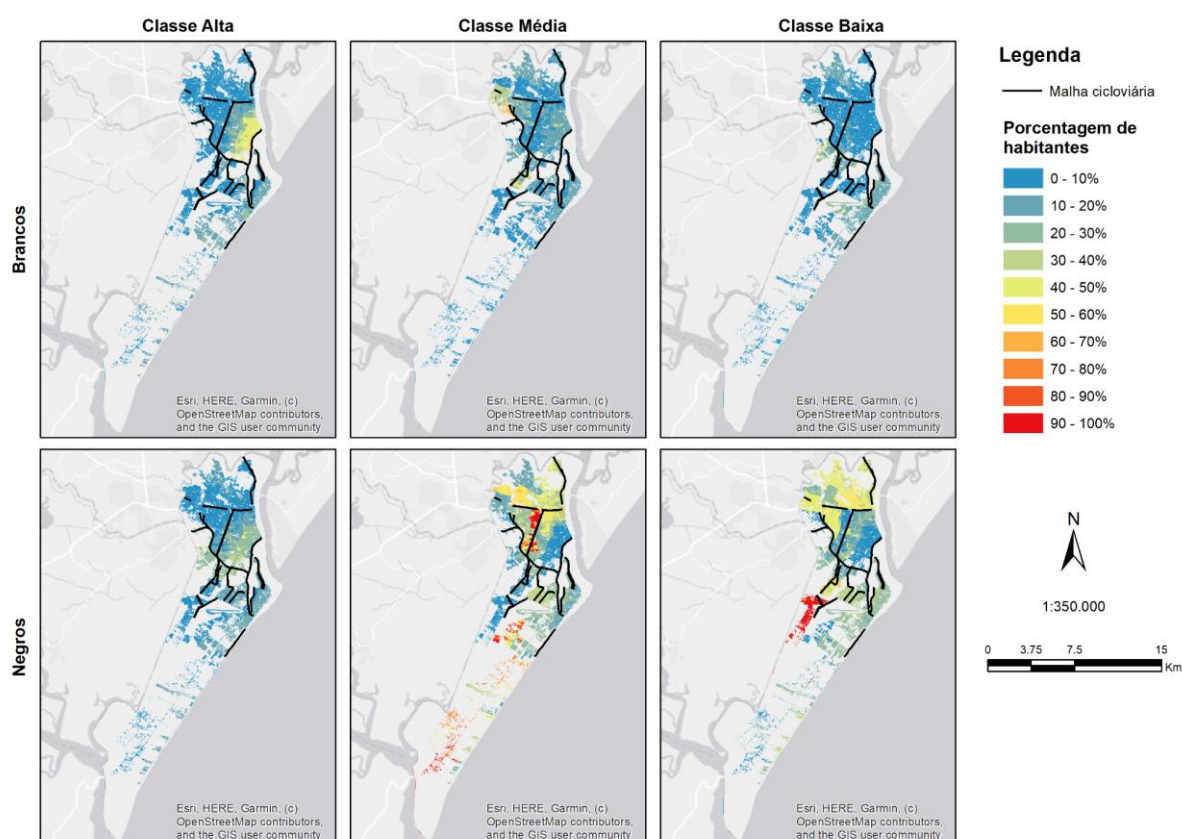 Classe Alta
Classe Média
Classe Baixa
Brancos
Esri, HERE, Garmin, (c)
OpenStreetMap contributors,
and the GIS user community
Esri, HERE, Garmin, (c)
OpenStreetMap contributors,
and the GIS user community
Esri, HERE, Garmin, (c)
OpenStreetMap contributors,
and the GIS user community
Negros
Esri, HERE, Garmin, (c)
OpenStreetMap contributors,
and the GIS user community
Esri, HERE, Garmin, (c)
OpenStreetMap contributors,
and the GIS user community
Esri, HERE, Garmin, (c)
OpenStreetMap contributors,
and the GIS user community
Legenda
Malha cicloviária
Porcentagem de
habitantes
0 - 10%
10 - 20%
20 - 30%
30 - 40%
40 - 50%
50 - 60%
60 - 70%
70 - 80%
80 - 90%
90 - 100%
N
1:350.000
0 3.75 7.5 15
Km